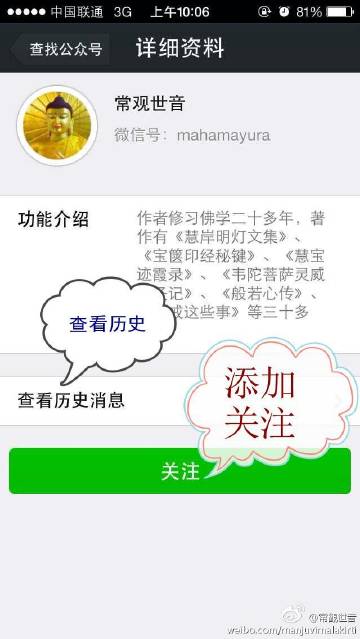 中国联通 3G 上午10:06 81%
查找公众号 详细资料
常观世音
微信号: mahamayura
功能介绍
作者修习佛学二十多年，著
作有《慧岸明灯文集》、
《宝箧印经秘键》、《慧宝
迹霞录》、《韦陀菩萨灵威
记》、《般若心传》、
这些事》等三十多
查看历史
添加
关注
查看历史消息
关注
@常觀世音
weibo.com/manjuvimalakirti